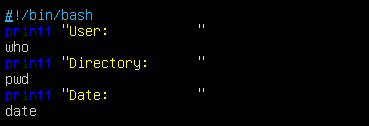 #!/bin/bash
printf "User:           "
who
printf "Directory:      "
pwd
printf "Date:           "
date